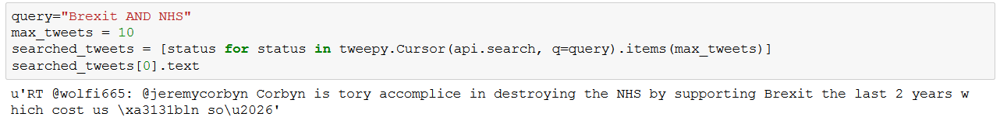 query="Brexit AND NHS"
max_tweets = 10
searched_tweets = [status for status in tweepy.Cursor(api.search, q=query).items(max_tweets)]
searched_tweets[0].text
u'RT @wolfi665: @jeremycorbyn Corbyn is tory accomplice in destroying the NHS by supporting Brexit the last 2 years w
hich cost us \xa3131bln so\u2026'